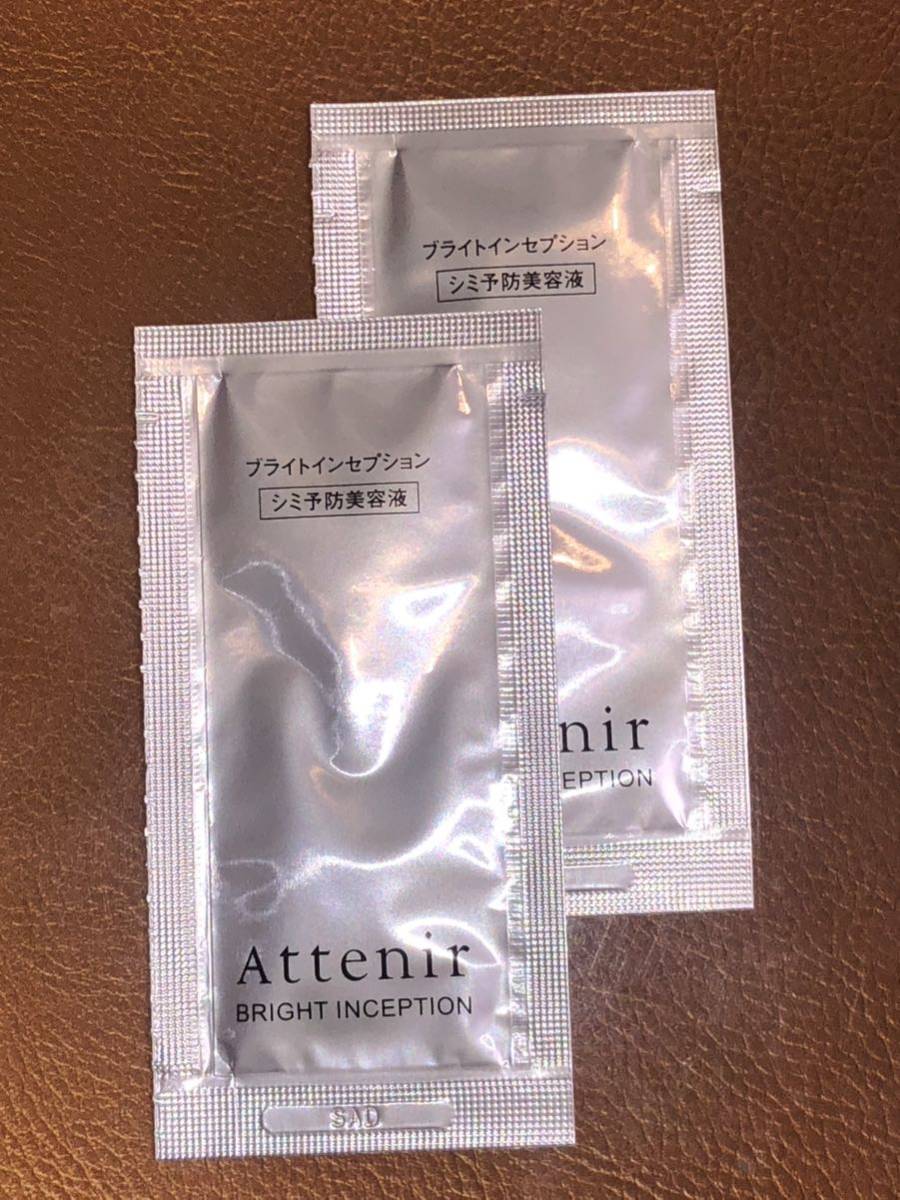 ブライトインセプション
シミ予防美容液
nir
EPTION
ブライトインセプション
シミ予防美容液
Attenir
BRIGHT INCEPTION
SAD